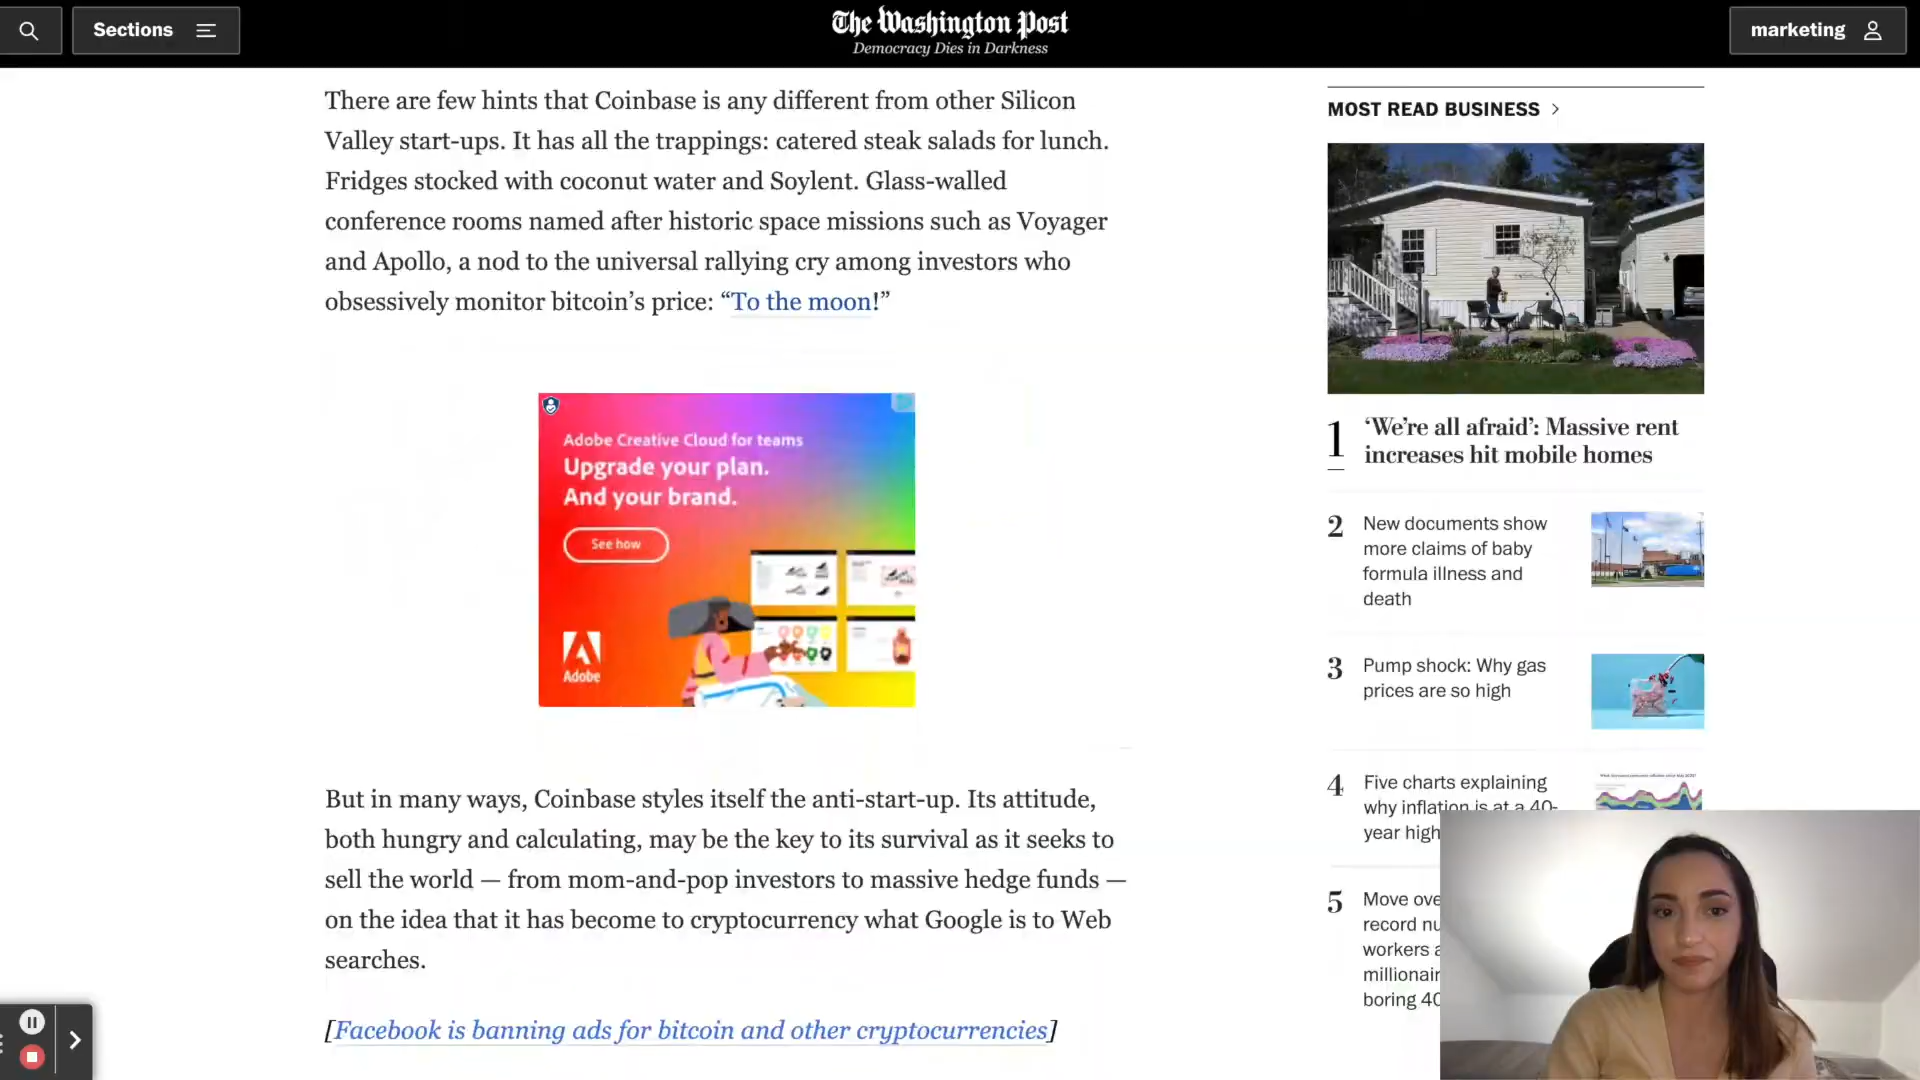 Sections
The Washington Post
Democracy Dies in Darkness
marketing
There are few hints that Coinbase is any different from other Silicon
Valley start-ups. It has all the trappings: catered steak salads for lunch.
Fridges stocked with coconut water and Soylent. Glass-walled
conference rooms named after historic space missions such as Voyager
and Apollo, a nod to the universal rallying cry among investors who
obsessively monitor bitcoin’s price: “To the moon!”
Adobe Creative Cloud for teams
Upgrade your plan.
And your brand.
See how
Adobe
But in many ways, Coinbase styles itself the anti-start-up. Its attitude,
both hungry and calculating, may be the key to its survival as it seeks to
sell the world — from mom-and-pop investors to massive hedge funds —
on the idea that it has become to cryptocurrency what Google is to Web
searches.
[Facebook is banning ads for bitcoin and other cryptocurrencies]
MOST READ BUSINESS
1 ‘We’re all afraid’: Massive rent
increases hit mobile homes
2 New documents show
more claims of baby
formula illness and
death
3 Pump shock: Why gas
prices are so high
4 Five charts explaining
why inflation is at a 40-
year high
5 Move ove
record nu
workers a
millionair
boring 40